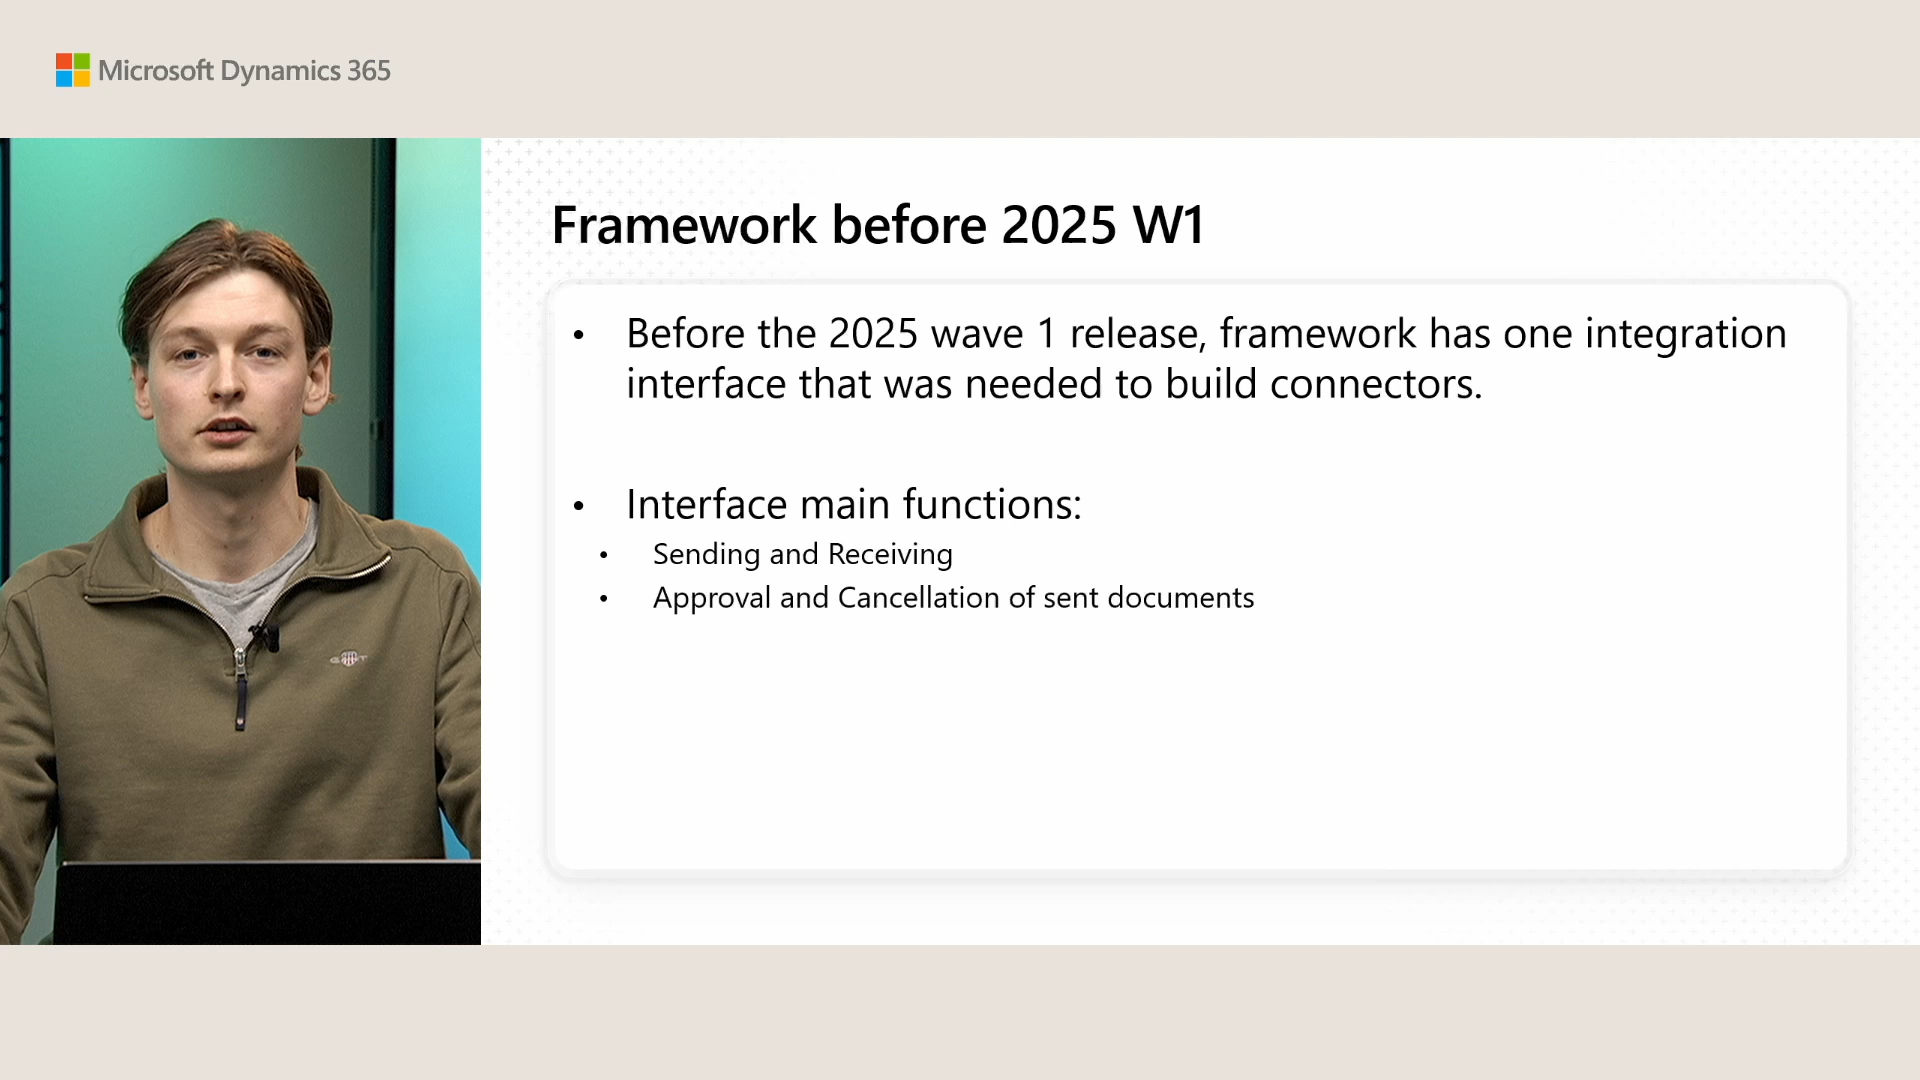 Microsoft Dynamics 365
Framework before 2025 W1
• Before the 2025 wave 1 release, framework has one integration
interface that was needed to build connectors.
• Interface main functions:
• Sending and Receiving
• Approval and Cancellation of sent documents